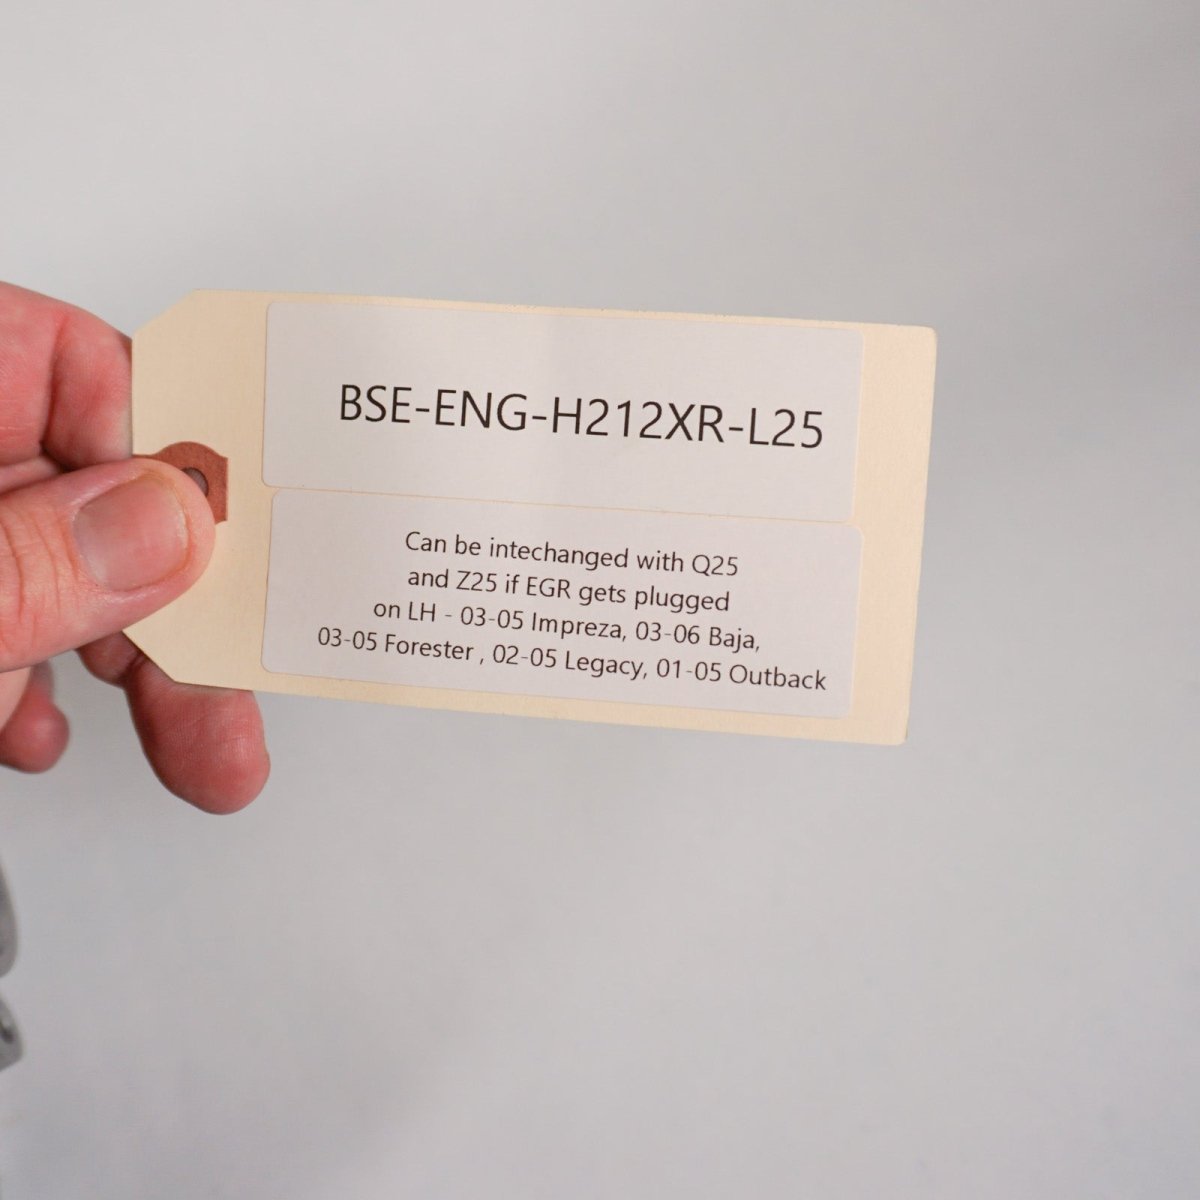 BSE-ENG-H212XR-L25
Can be intechanged with Q25
and Z25 if EGR gets plugged
on LH - 03-05 Impreza, 03-06 Baja,
03-05 Forester , 02-05 Legacy, 01-05 Outback